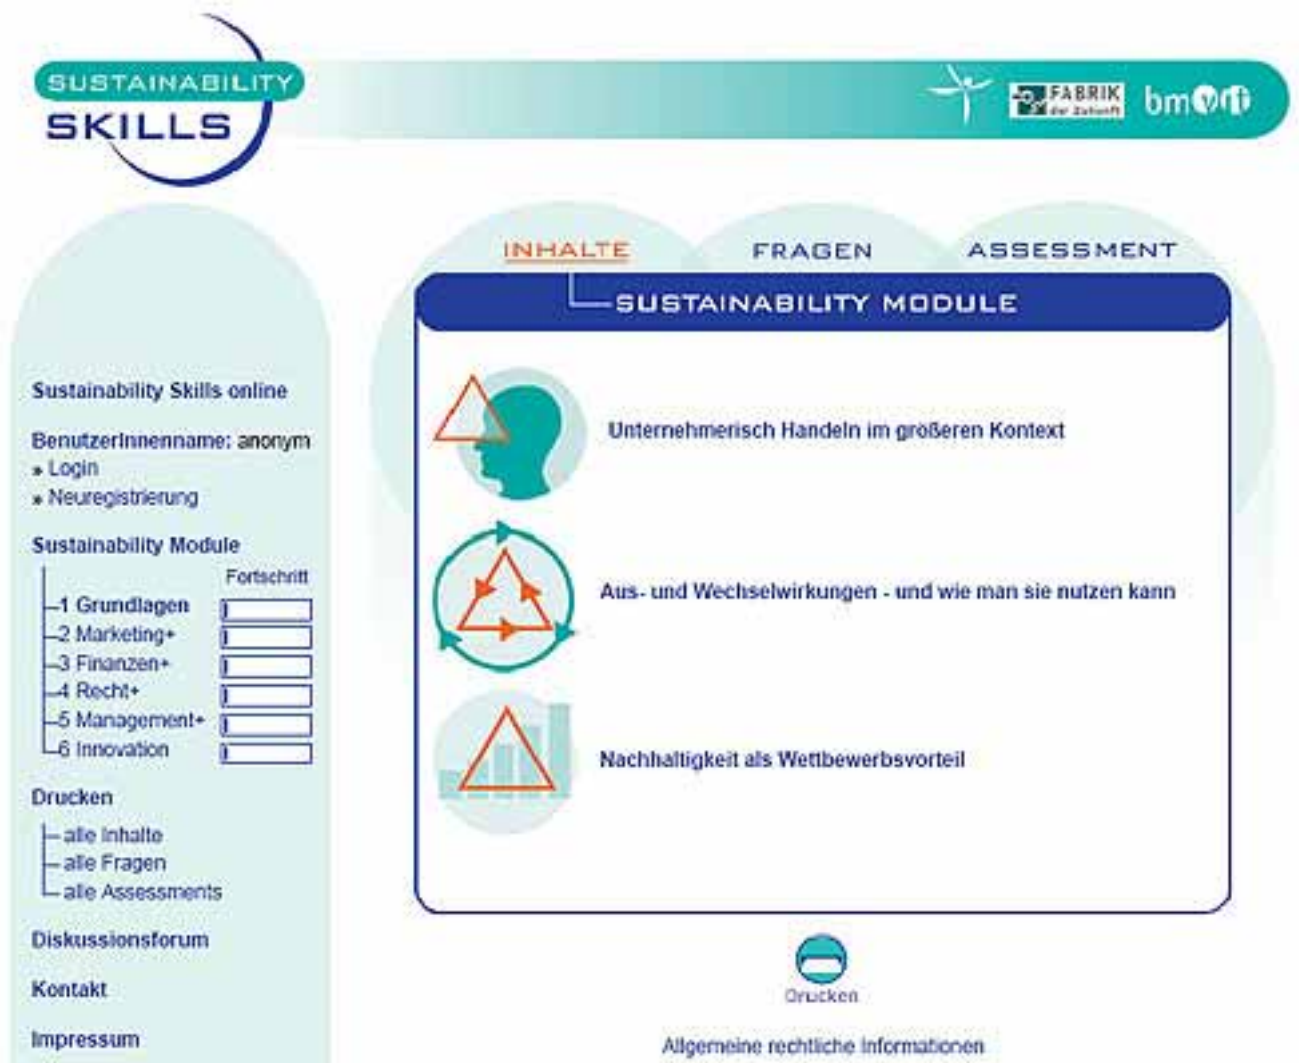 SUSTAINABILITY
SKILLS
FABRIK
der Zukunft
bmvit
INHALTE
FRAGEN
ASSESSMENT
SUSTAINABILITY MODULE
Unternehmerisch Handeln im größeren Kontext
Aus- und Wechselwirkungen - und wie man sie nutzen kann
Nachhaltigkeit als Wettbewerbsvorteil
Drucken
Allgemeine rechtliche Informationen
Sustainability Skills online
BenutzerInnenname: anonym
» Login
» Neuregistrierung
Sustainability Module
Fortschritt
1 Grundlagen
2 Marketing+
3 Finanzen+
4 Recht+
5 Management+
6 Innovation
Drucken
alle Inhalte
alle Fragen
alle Assessments
Diskussionsforum
Kontakt
Impressum